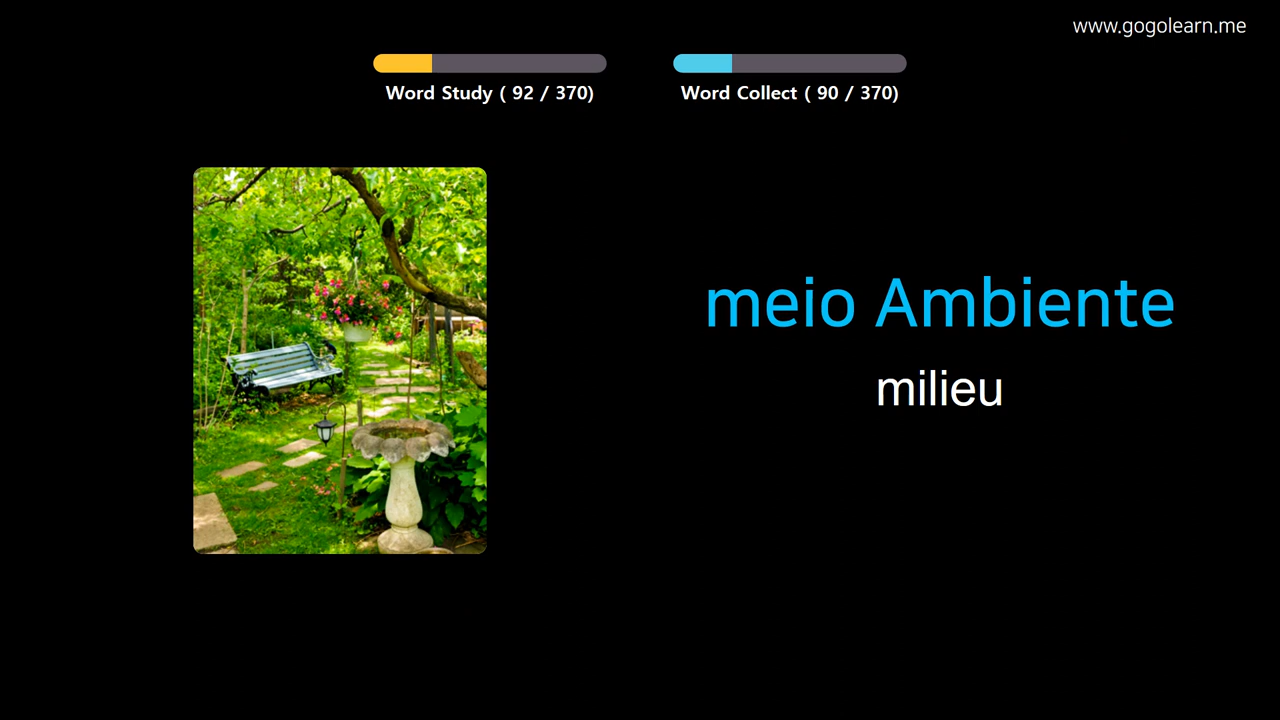 www.gogolearn.me
Word Study ( 92 / 370)
Word Collect ( 90 / 370)
meio Ambiente
milieu